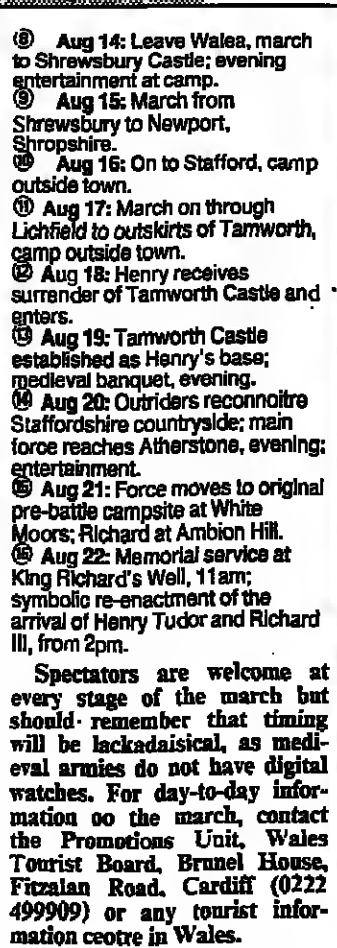 ⑧ Aug 14: Leave Wales, march
to Shrewsbury Castle; evening
entertainment at camp.
⑨ Aug 15: March from
Shrewsbury to Newport,
Shropshire.
⑩ Aug 16: On to Stafford, camp
outside town.
⑪ Aug 17: March on through
Lichfield to outskirts of Tamworth,
camp outside town.
⑫ Aug 18: Henry receives
surrender of Tamworth Castle and
enters.
⑬ Aug 19: Tamworth Castle
established as Henry's base;
medieval banquet, evening.
⑭ Aug 20: Outriders reconnoitre
Staffordshire countryside; main
force reaches Atherstone, evening;
entertainment.
⑮ Aug 21: Force moves to original
pre-battle campsite at White
Moors; Richard at Ambion Hill.
⑯ Aug 22: Memorial service at
King Richard's Well, 11am;
symbolic re-enactment of the
arrival of Henry Tudor and Richard
III, from 2pm.
Spectators are welcome at
every stage of the march but
should remember that timing
will be lackadaisical, as medi-
eval armies do not have digital
watches. For day-to-day infor-
mation on the march, contact
the Promotions Unit, Wales
Tourist Board, Brunel House,
Fitzalan Road, Cardiff (0222
499909) or any tourist infor-
mation centre in Wales.